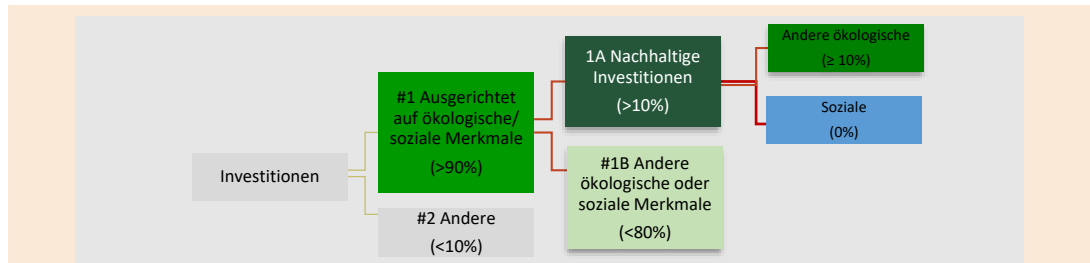 Investitionen
#1 Ausgerichtet
auf ökologische/
soziale Merkmale
(>90%)
#2 Andere
(<10%)
1A Nachhaltige
Investitionen
(>10%)
#1B Andere
ökologische oder
soziale Merkmale
(<80%)
Andere ökologische
(≥ 10%)
Soziale
(0%)